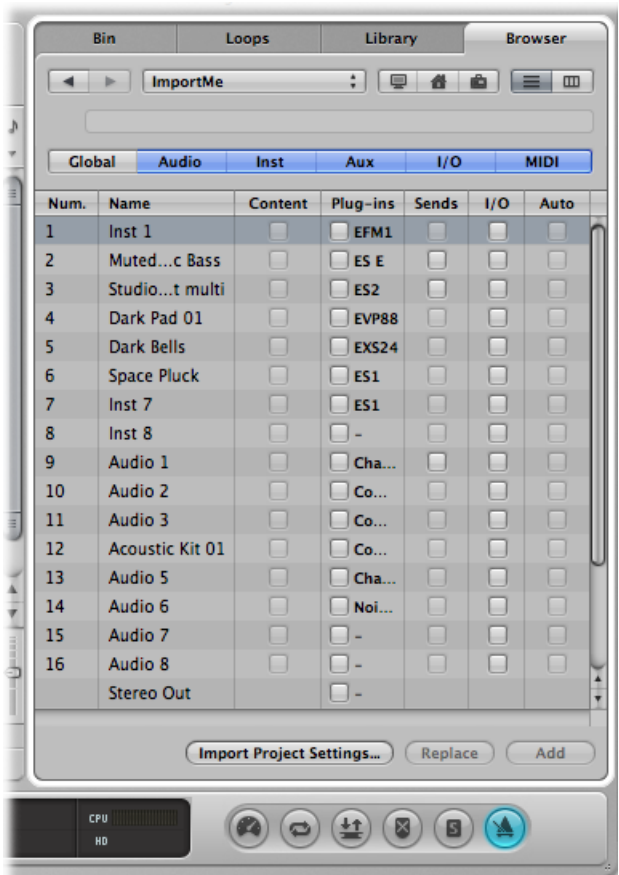 Bin Loops Library Browser
ImportMe
Global Audio Inst Aux I/O MIDI
Num. Name Content Plug-ins Sends I/O Auto
1 Inst 1 EFM1
2 Muted...c Bass ES E
3 Studio...t multi ES2
4 Dark Pad 01 EVP88
5 Dark Bells EXS24
6 Space Pluck ES1
7 Inst 7 ES1
8 Inst 8 -
9 Audio 1 Cha...
10 Audio 2 Co...
11 Audio 3 Co...
12 Acoustic Kit 01 Co...
13 Audio 5 Cha...
14 Audio 6 Noi...
15 Audio 7 -
16 Audio 8 -
Stereo Out -
Import Project Settings... Replace Add
CPU
HD
S